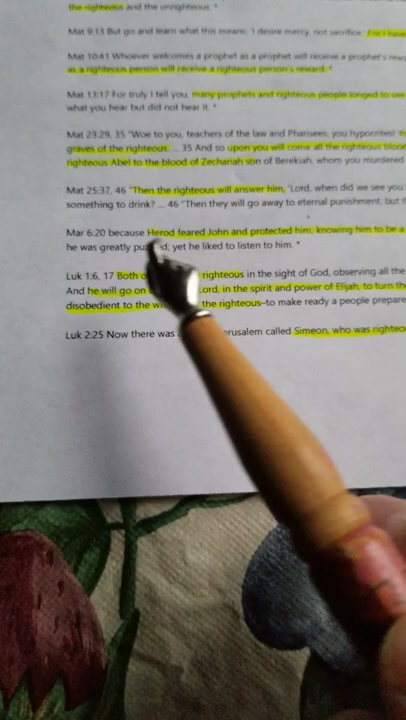 the righteous and the unrighteous. *
Mat 9:13 But go and learn what this means: 'I desire mercy, not sacrifice.' For I have
Mat 10:41 Whoever welcomes a prophet as a prophet will receive a prophet's
as a righteous person will receive a righteous person's reward. *
Mat 13:17 For truly I tell you, many prophets and righteous people longed to see
what you hear but did not hear it. *
Mat 23:29, 35 "Woe to you, teachers of the law and Pharisees, you hypocrites!
graves of the righteous. ... 35 And so upon you will come all the righteous blood
righteous Abel to the blood of Zechariah son of Berekiah, whom you murdered
Mat 25:37, 46 "Then the righteous will answer him, 'Lord, when did we see you
something to drink? ... 46 "Then they will go away to eternal punishment, but
Mar 6:20 because Herod feared John and protected him, knowing him to be a
he was greatly; yet he liked to listen to him. *
Luk 1:6, 17 Both righteous in the sight of God, observing all the
And he will go on Lord, in the spirit and power of Elijah, to turn the
disobedient to the the righteous–to make ready a people
Luk 2:25 Now there was called Simeon, who was